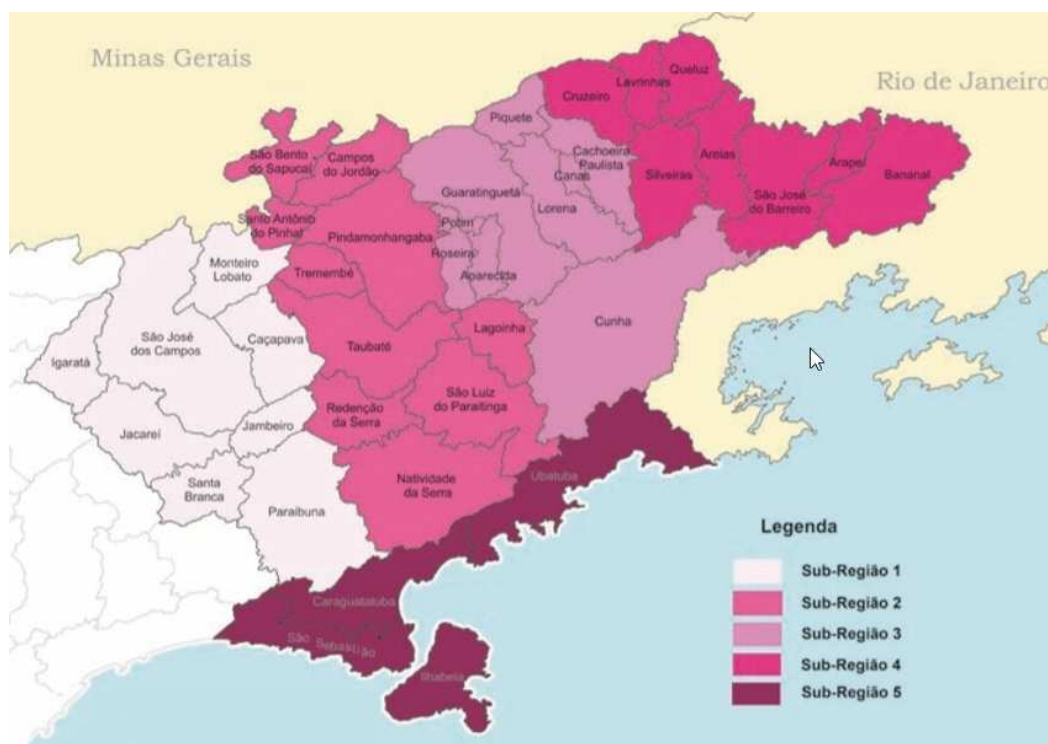 Minas Gerais
Rio de Janeiro
Queluz
Lavrinhas
Cruzeiro
Piquete
Cachoeira
Paulista
Canas
São Bento
do Sapucaí
Campos
do Jordão
Silveiras
Areias
Arapeí
Bananal
São José
do Barreiro
Guaratinguetá
Lorena
Santo Antônio
do Pinhal
Pindamonhangaba
Potim
Roseira
Aparecida
Monteiro
Lobato
Tremembé
São José
dos Campos
Caçapava
Taubaté
Lagoinha
Cunha
Igaratá
Redenção
da Serra
São Luiz
do Paraitinga
Jacareí
Jambeiro
Santa
Branca
Natividade
da Serra
Ubatuba
Paraibuna
Caraguatatuba
São Sebastião
Ilhabela
Legenda
Sub-Região 1
Sub-Região 2
Sub-Região 3
Sub-Região 4
Sub-Região 5